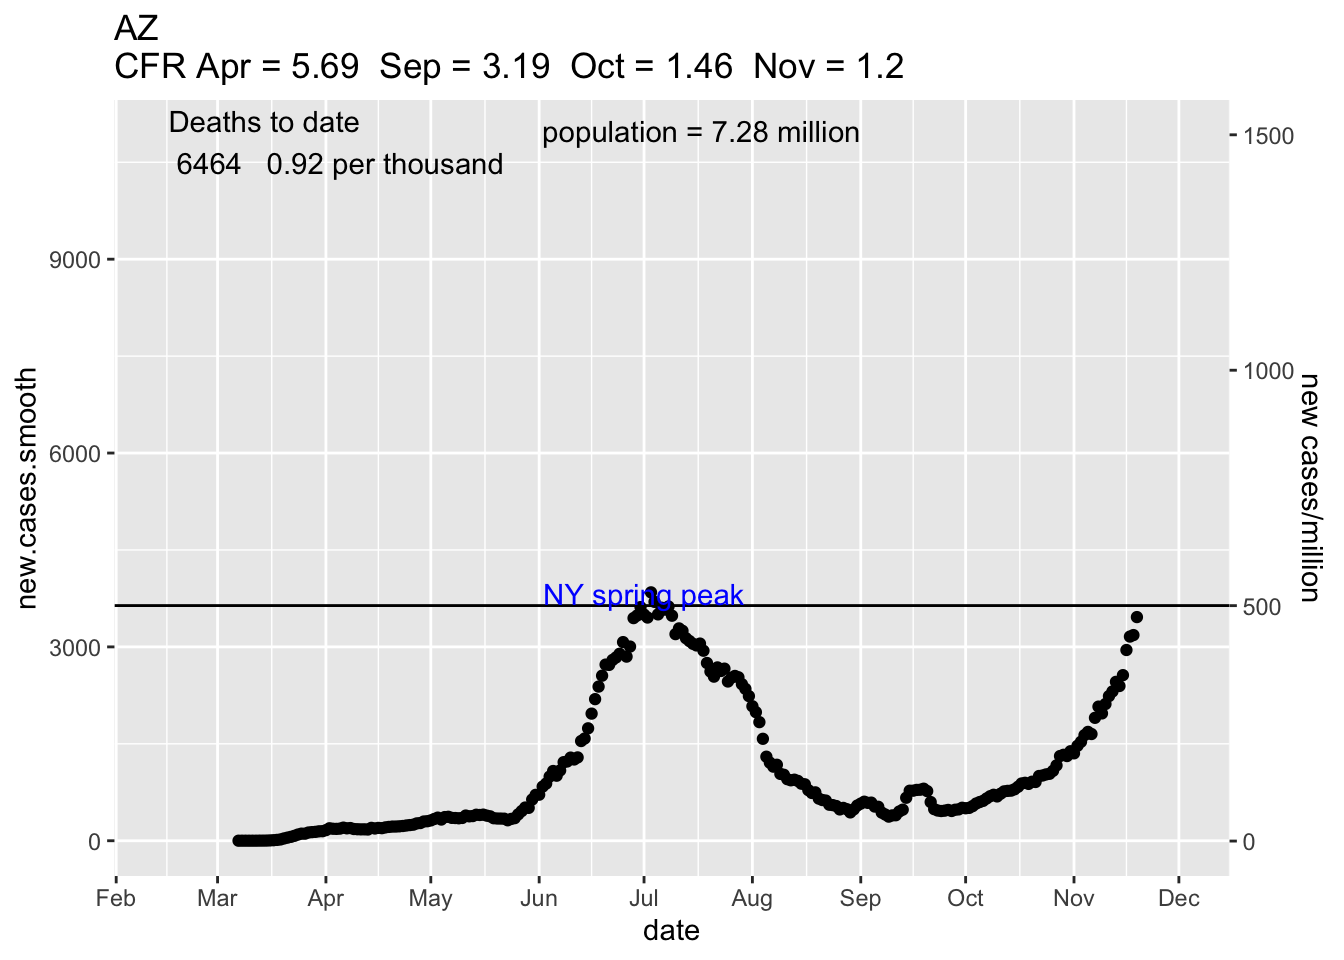 AZ
CFR Apr = 5.69  Sep = 3.19  Oct = 1.46  Nov = 1.2
Deaths to date
6464   0.92 per thousand
population = 7.28 million
1500
9000
1000
6000
new.cases.smooth
new cases/million
NY spring peak
500
3000
0
0
Feb Mar Apr May Jun Jul Aug Sep Oct Nov Dec
date